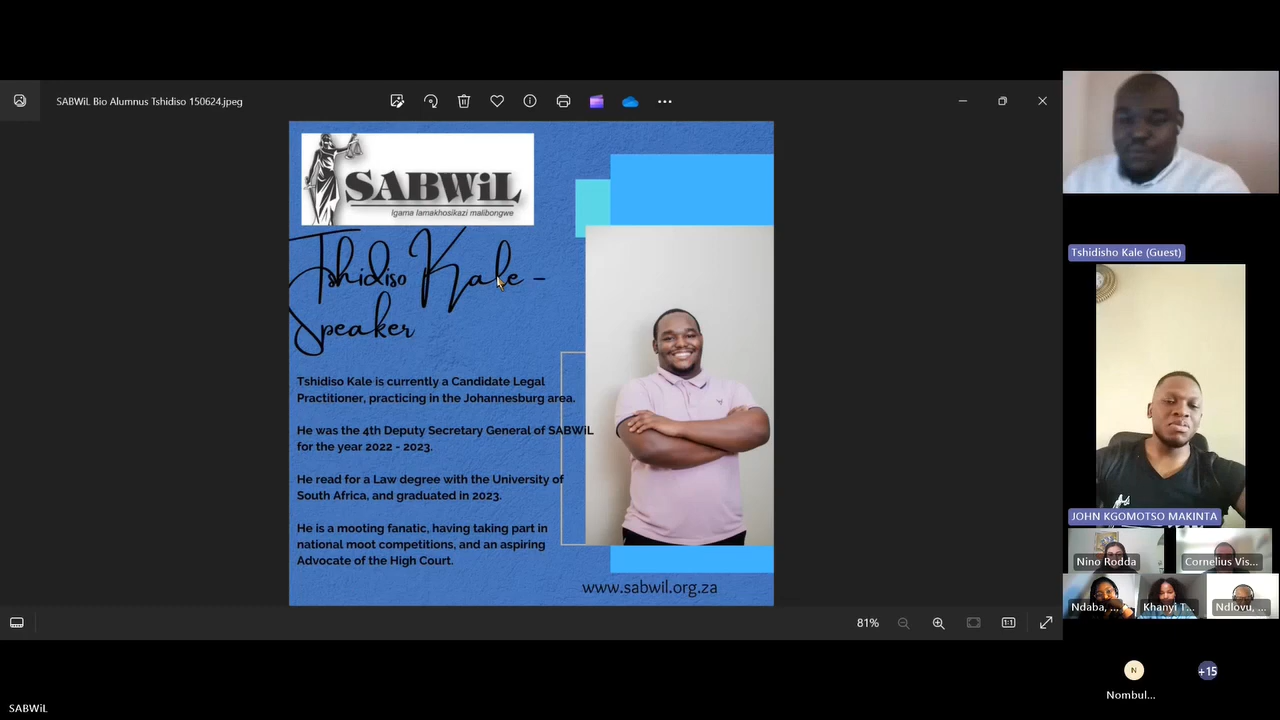 SABWiL Bio Alumnus Tshidiso 150624.jpeg
SABWiL
Igama lamakhosikazi malibongwe
Tshidiso Kale -
Speaker
Tshidiso Kale is currently a Candidate Legal
Practitioner, practicing in the Johannesburg area.
He was the 4th Deputy Secretary General of SABWiL
for the year 2022 - 2023.
He read for a Law degree with the University of
South Africa, and graduated in 2023.
He is a mooting fanatic, having taking part in
national moot competitions, and an aspiring
Advocate of the High Court.
www.sabwil.org.za
81%
1:1
Tshidisho Kale (Guest)
JOHN KGOMOTSO MAKINTA
Nino Rodda
Cornelius Vis...
Ndaba, ...
Khanyi T...
Ndlovu, ...
N
+15
Nombul...
SABWiL